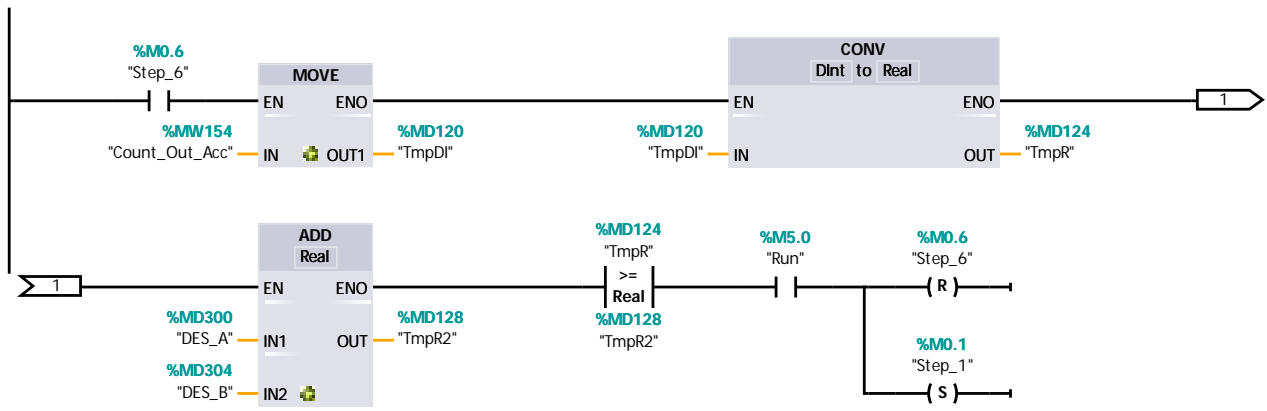 %M0.6
"Step_6"
MOVE
EN ENO
%MW154
"Count_Out_Acc"
IN OUT1
%MD120
"TmpDI"
CONV
DInt to Real
EN ENO
%MD120
"TmpDI"
IN OUT
%MD124
"TmpR"
1
1
ADD
Real
EN ENO
%MD300
"DES_A"
IN1 OUT
%MD128
"TmpR2"
%MD304
"DES_B"
IN2
%MD124
"TmpR"
>=
Real
%MD128
"TmpR2"
%M5.0
"Run"
%M0.6
"Step_6"
R
%M0.1
"Step_1"
S